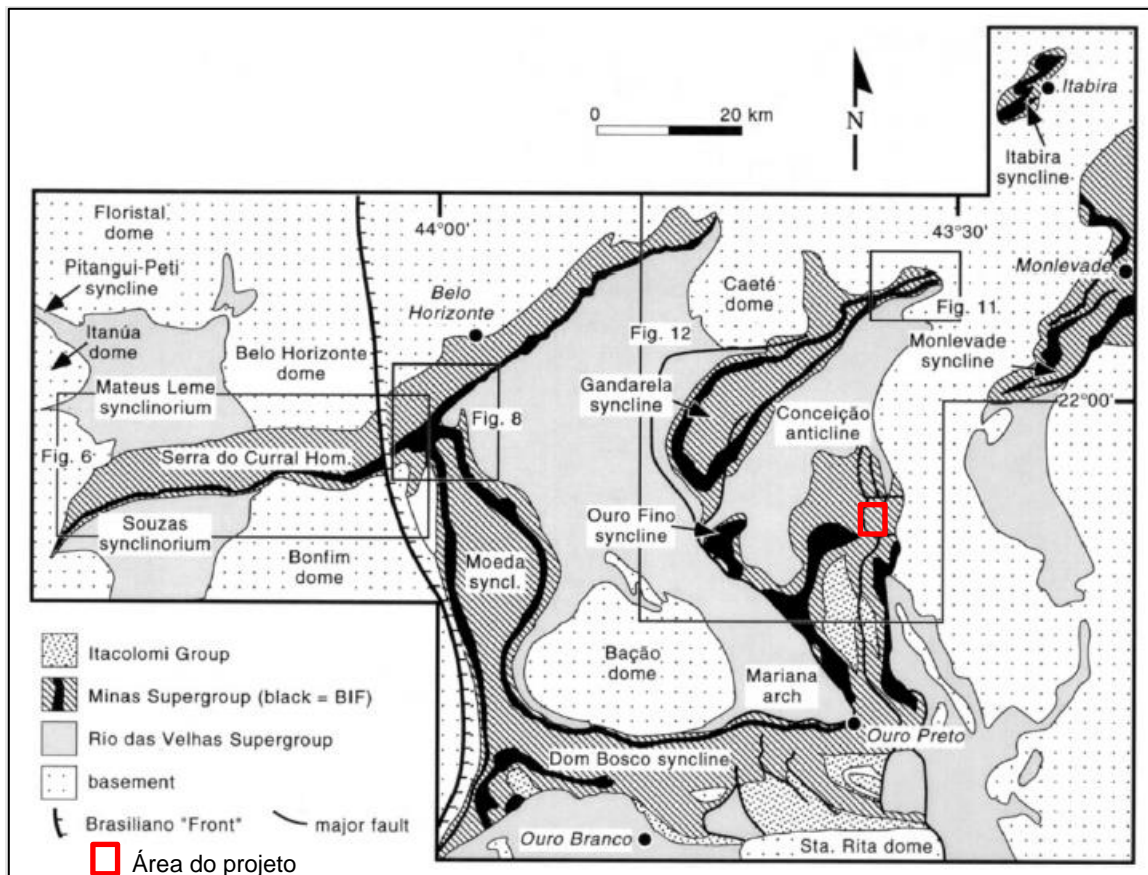 0
20 km
N
Itabira
Itabira
syncline
44°00'
43°30'
Floristal
dome
Pitangui-Peti
syncline
Itanúa
dome
Mateus Leme
synclinorium
Belo
Horizonte
Belo Horizonte
dome
Caeté
dome
Fig. 12
Fig. 11
Monlevade
Monlevade
syncline
Gandarela
syncline
Conceição
anticline
22°00'
Fig. 6
Serra do Curral Hom.
Fig. 8
Souzas
synclinorium
Bonfim
dome
Moeda
syncl.
Ouro Fino
syncline
Bação
dome
Mariana
arch
Ouro Preto
Dom Bosco syncline
Ouro Branco
Sta. Rita dome
Itacolomi Group
Minas Supergroup (black = BIF)
Rio das Velhas Supergroup
basement
Brasiliano "Front"
major fault
Área do projeto